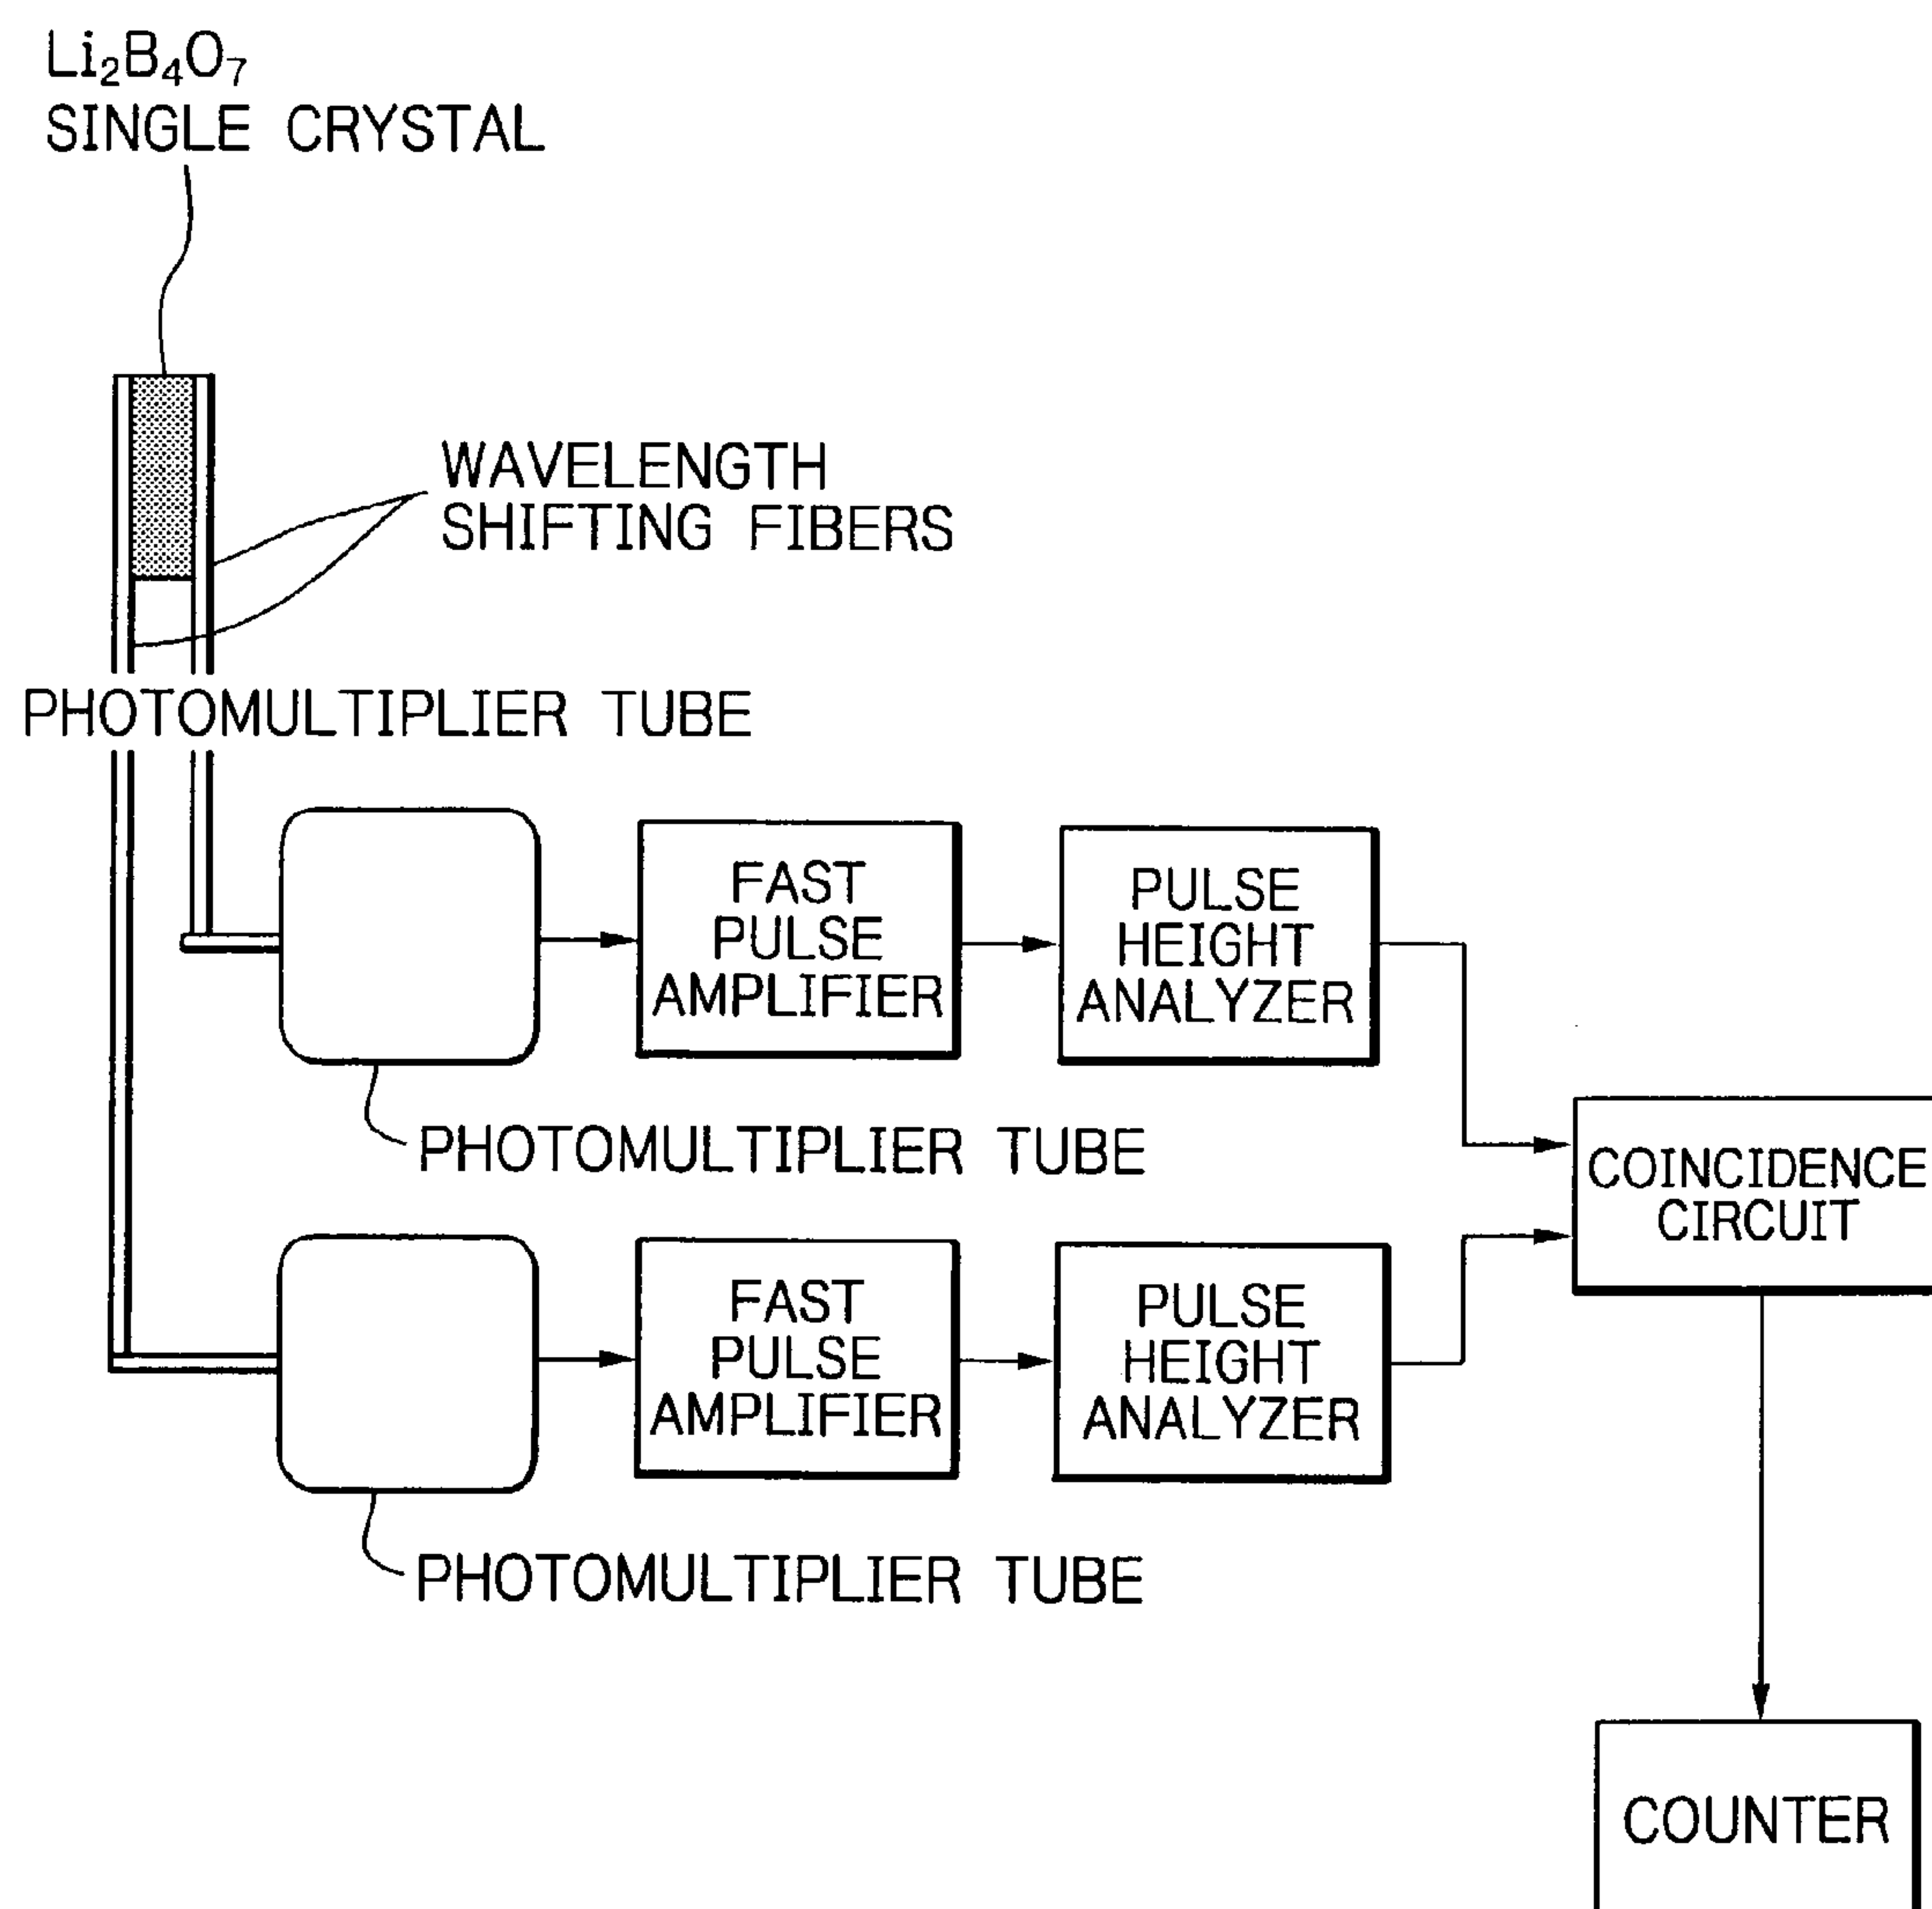 Li₂B₄O₇
SINGLE CRYSTAL
WAVELENGTH
SHIFTING FIBERS
PHOTOMULTIPLIER TUBE
FAST
PULSE
AMPLIFIER
PULSE
HEIGHT
ANALYZER
PHOTOMULTIPLIER TUBE
COINCIDENCE
CIRCUIT
FAST
PULSE
AMPLIFIER
PULSE
HEIGHT
ANALYZER
PHOTOMULTIPLIER TUBE
COUNTER